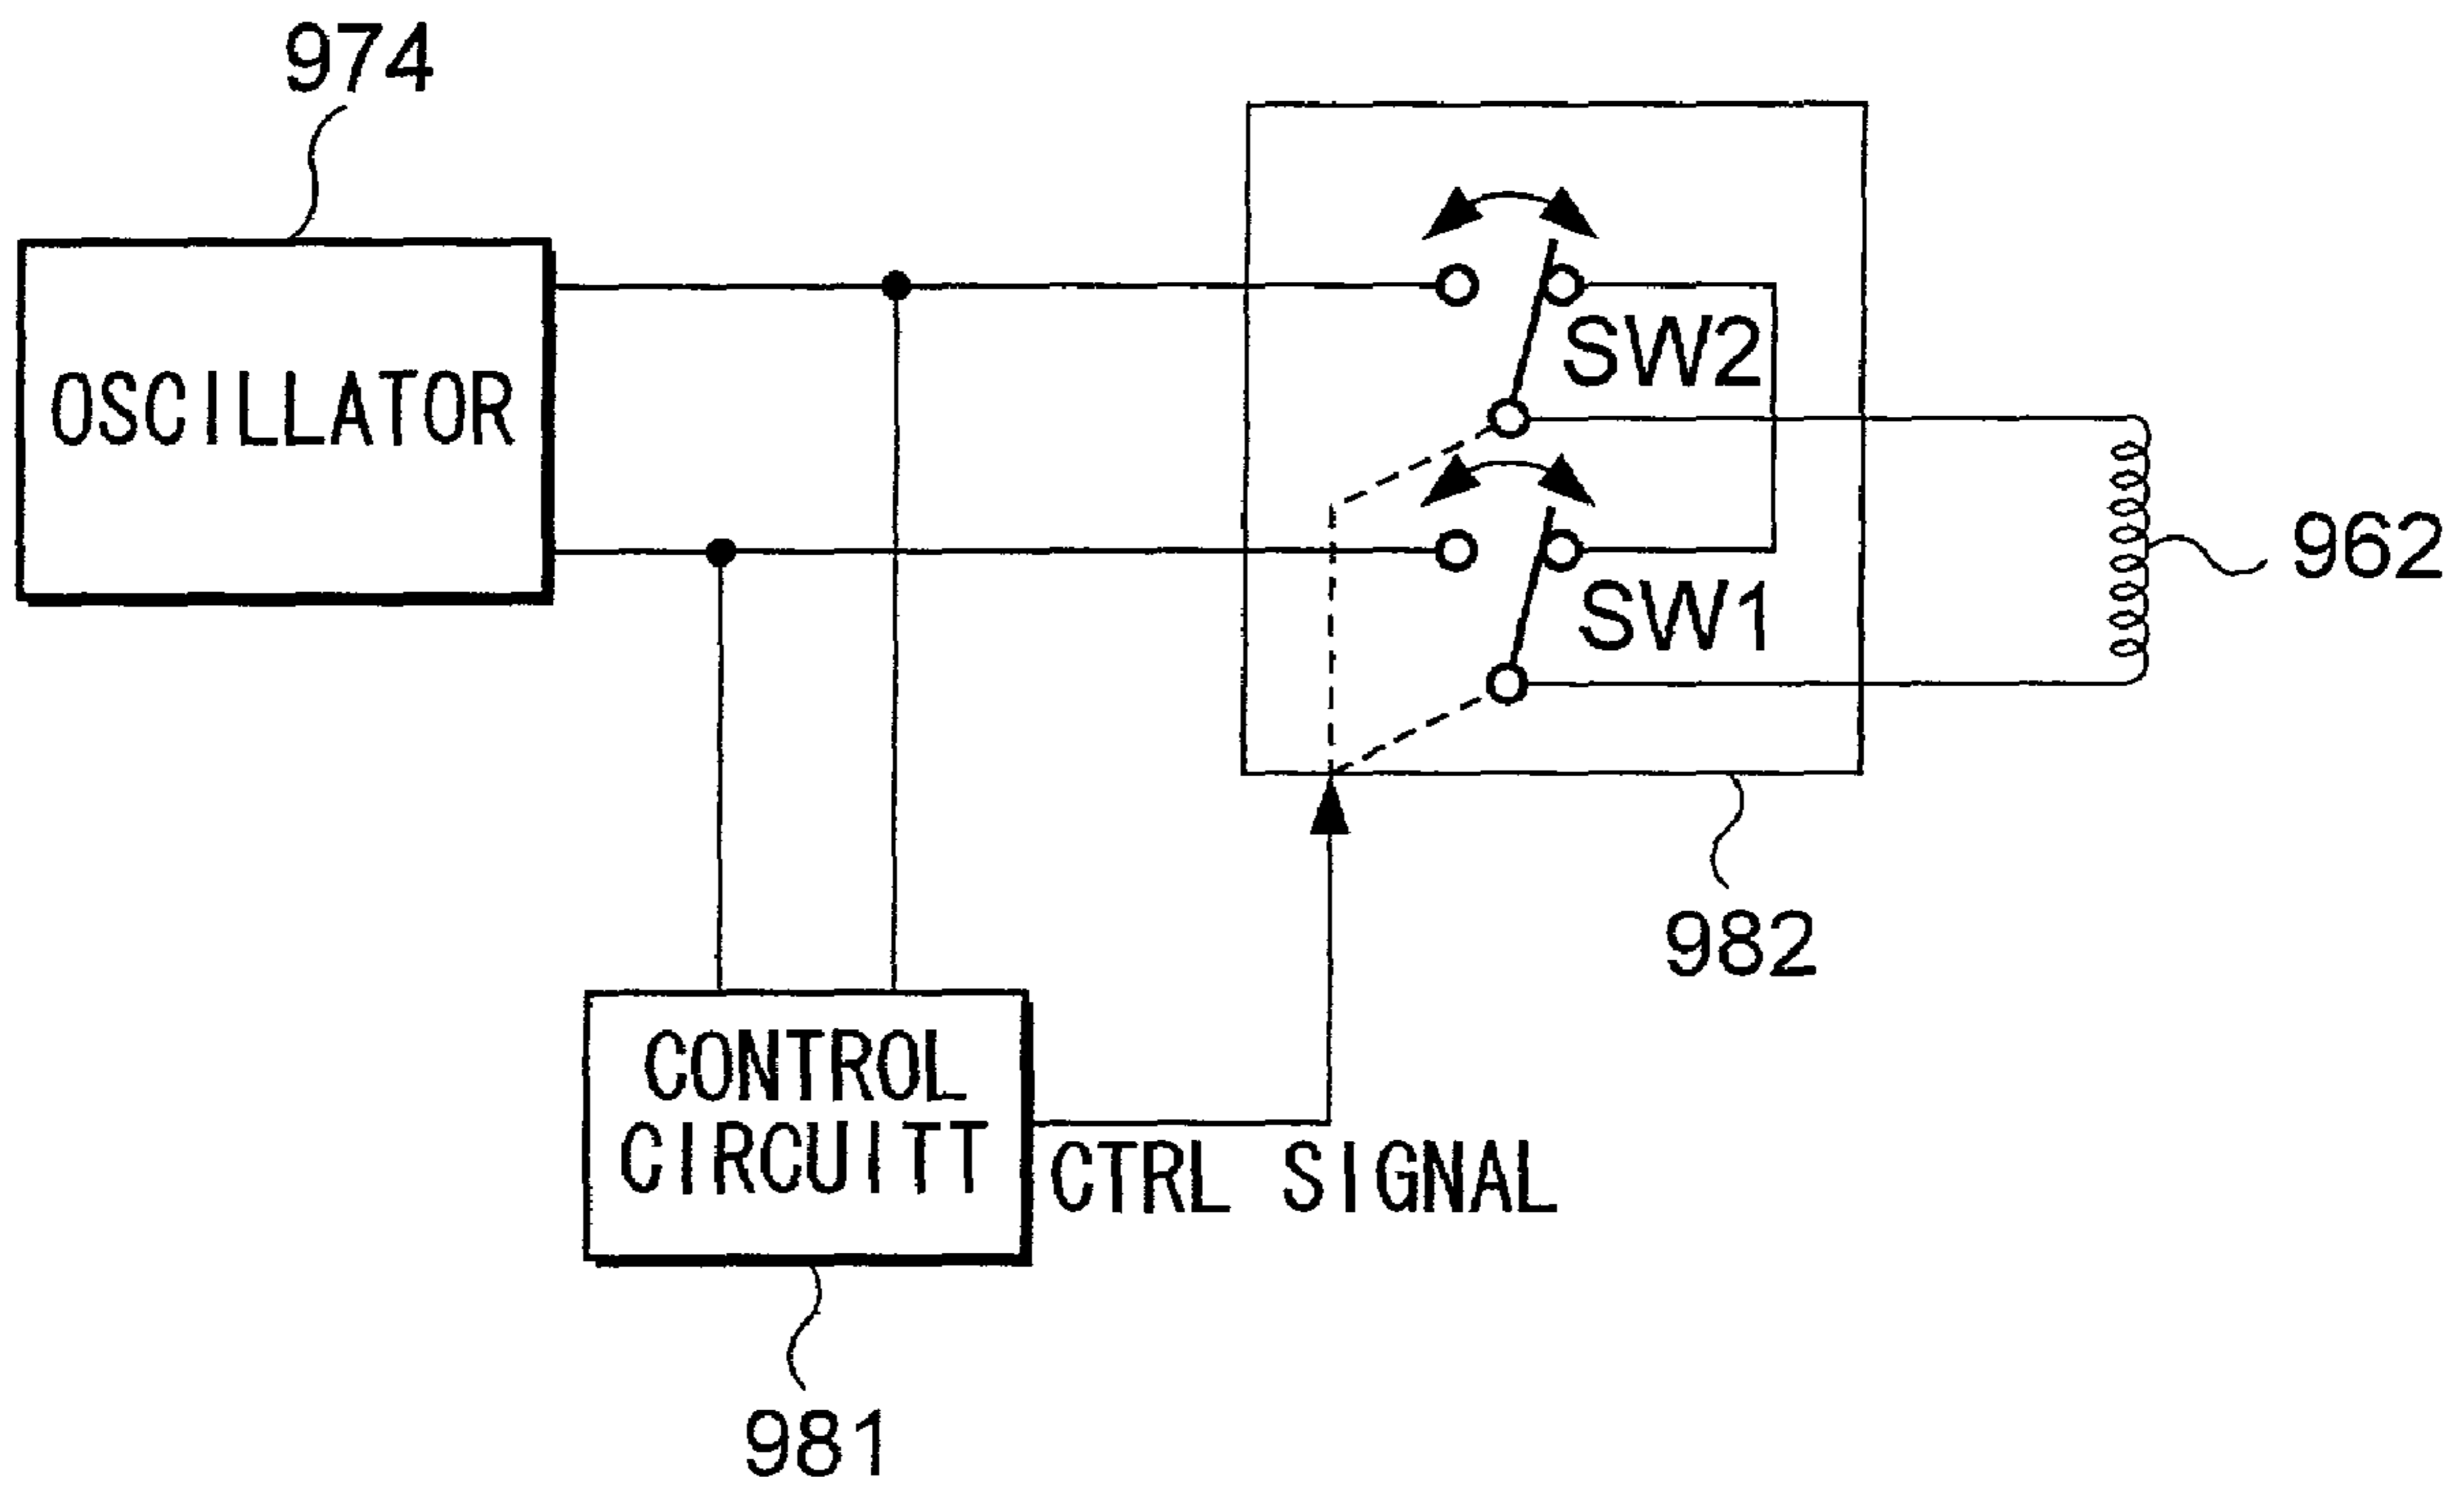 974
OSCILLATOR
SW2
SW1
962
982
CONTROL
CIRCUITT
CTRL SIGNAL
981